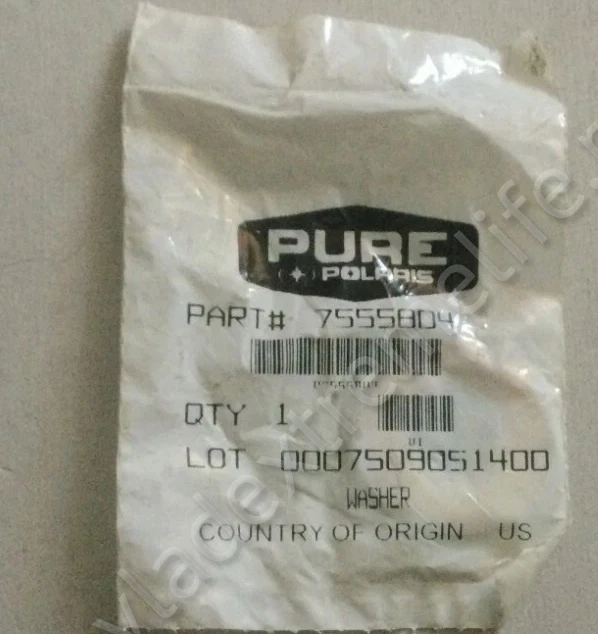 PURE
POLARIS
PART# 7555804
QTY 1
LOT 0007509051400
WASHER
COUNTRY OF ORIGIN US